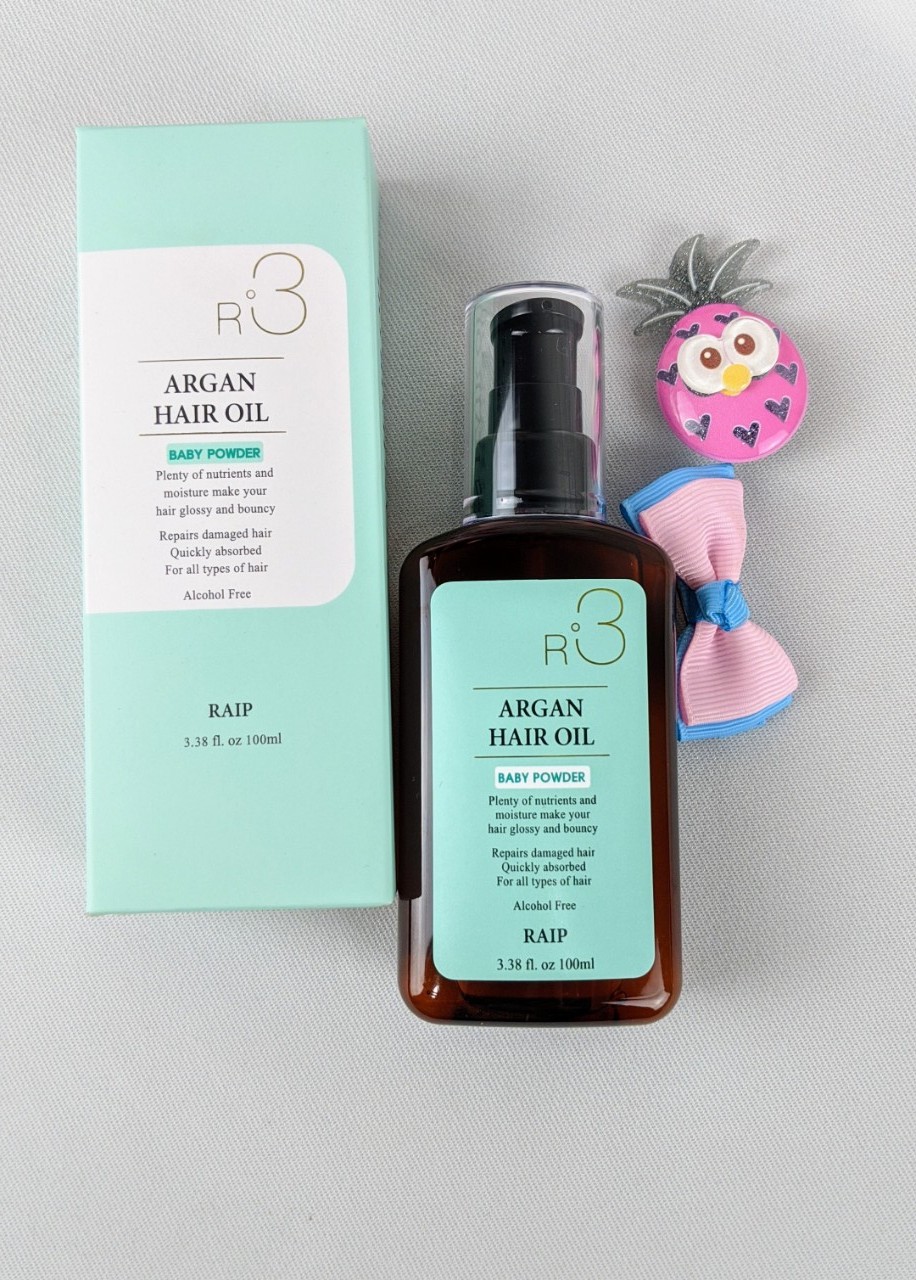 R3
ARGAN
HAIR OIL
BABY POWDER
Plenty of nutrients and
moisture make your
hair glossy and bouncy
Repairs damaged hair
Quickly absorbed
For all types of hair
Alcohol Free
RAIP
3.38 fl. oz 100ml
R3
ARGAN
HAIR OIL
BABY POWDER
Plenty of nutrients and
moisture make your
hair glossy and bouncy
Repairs damaged hair
Quickly absorbed
For all types of hair
Alcohol Free
RAIP
3.38 fl. oz 100ml